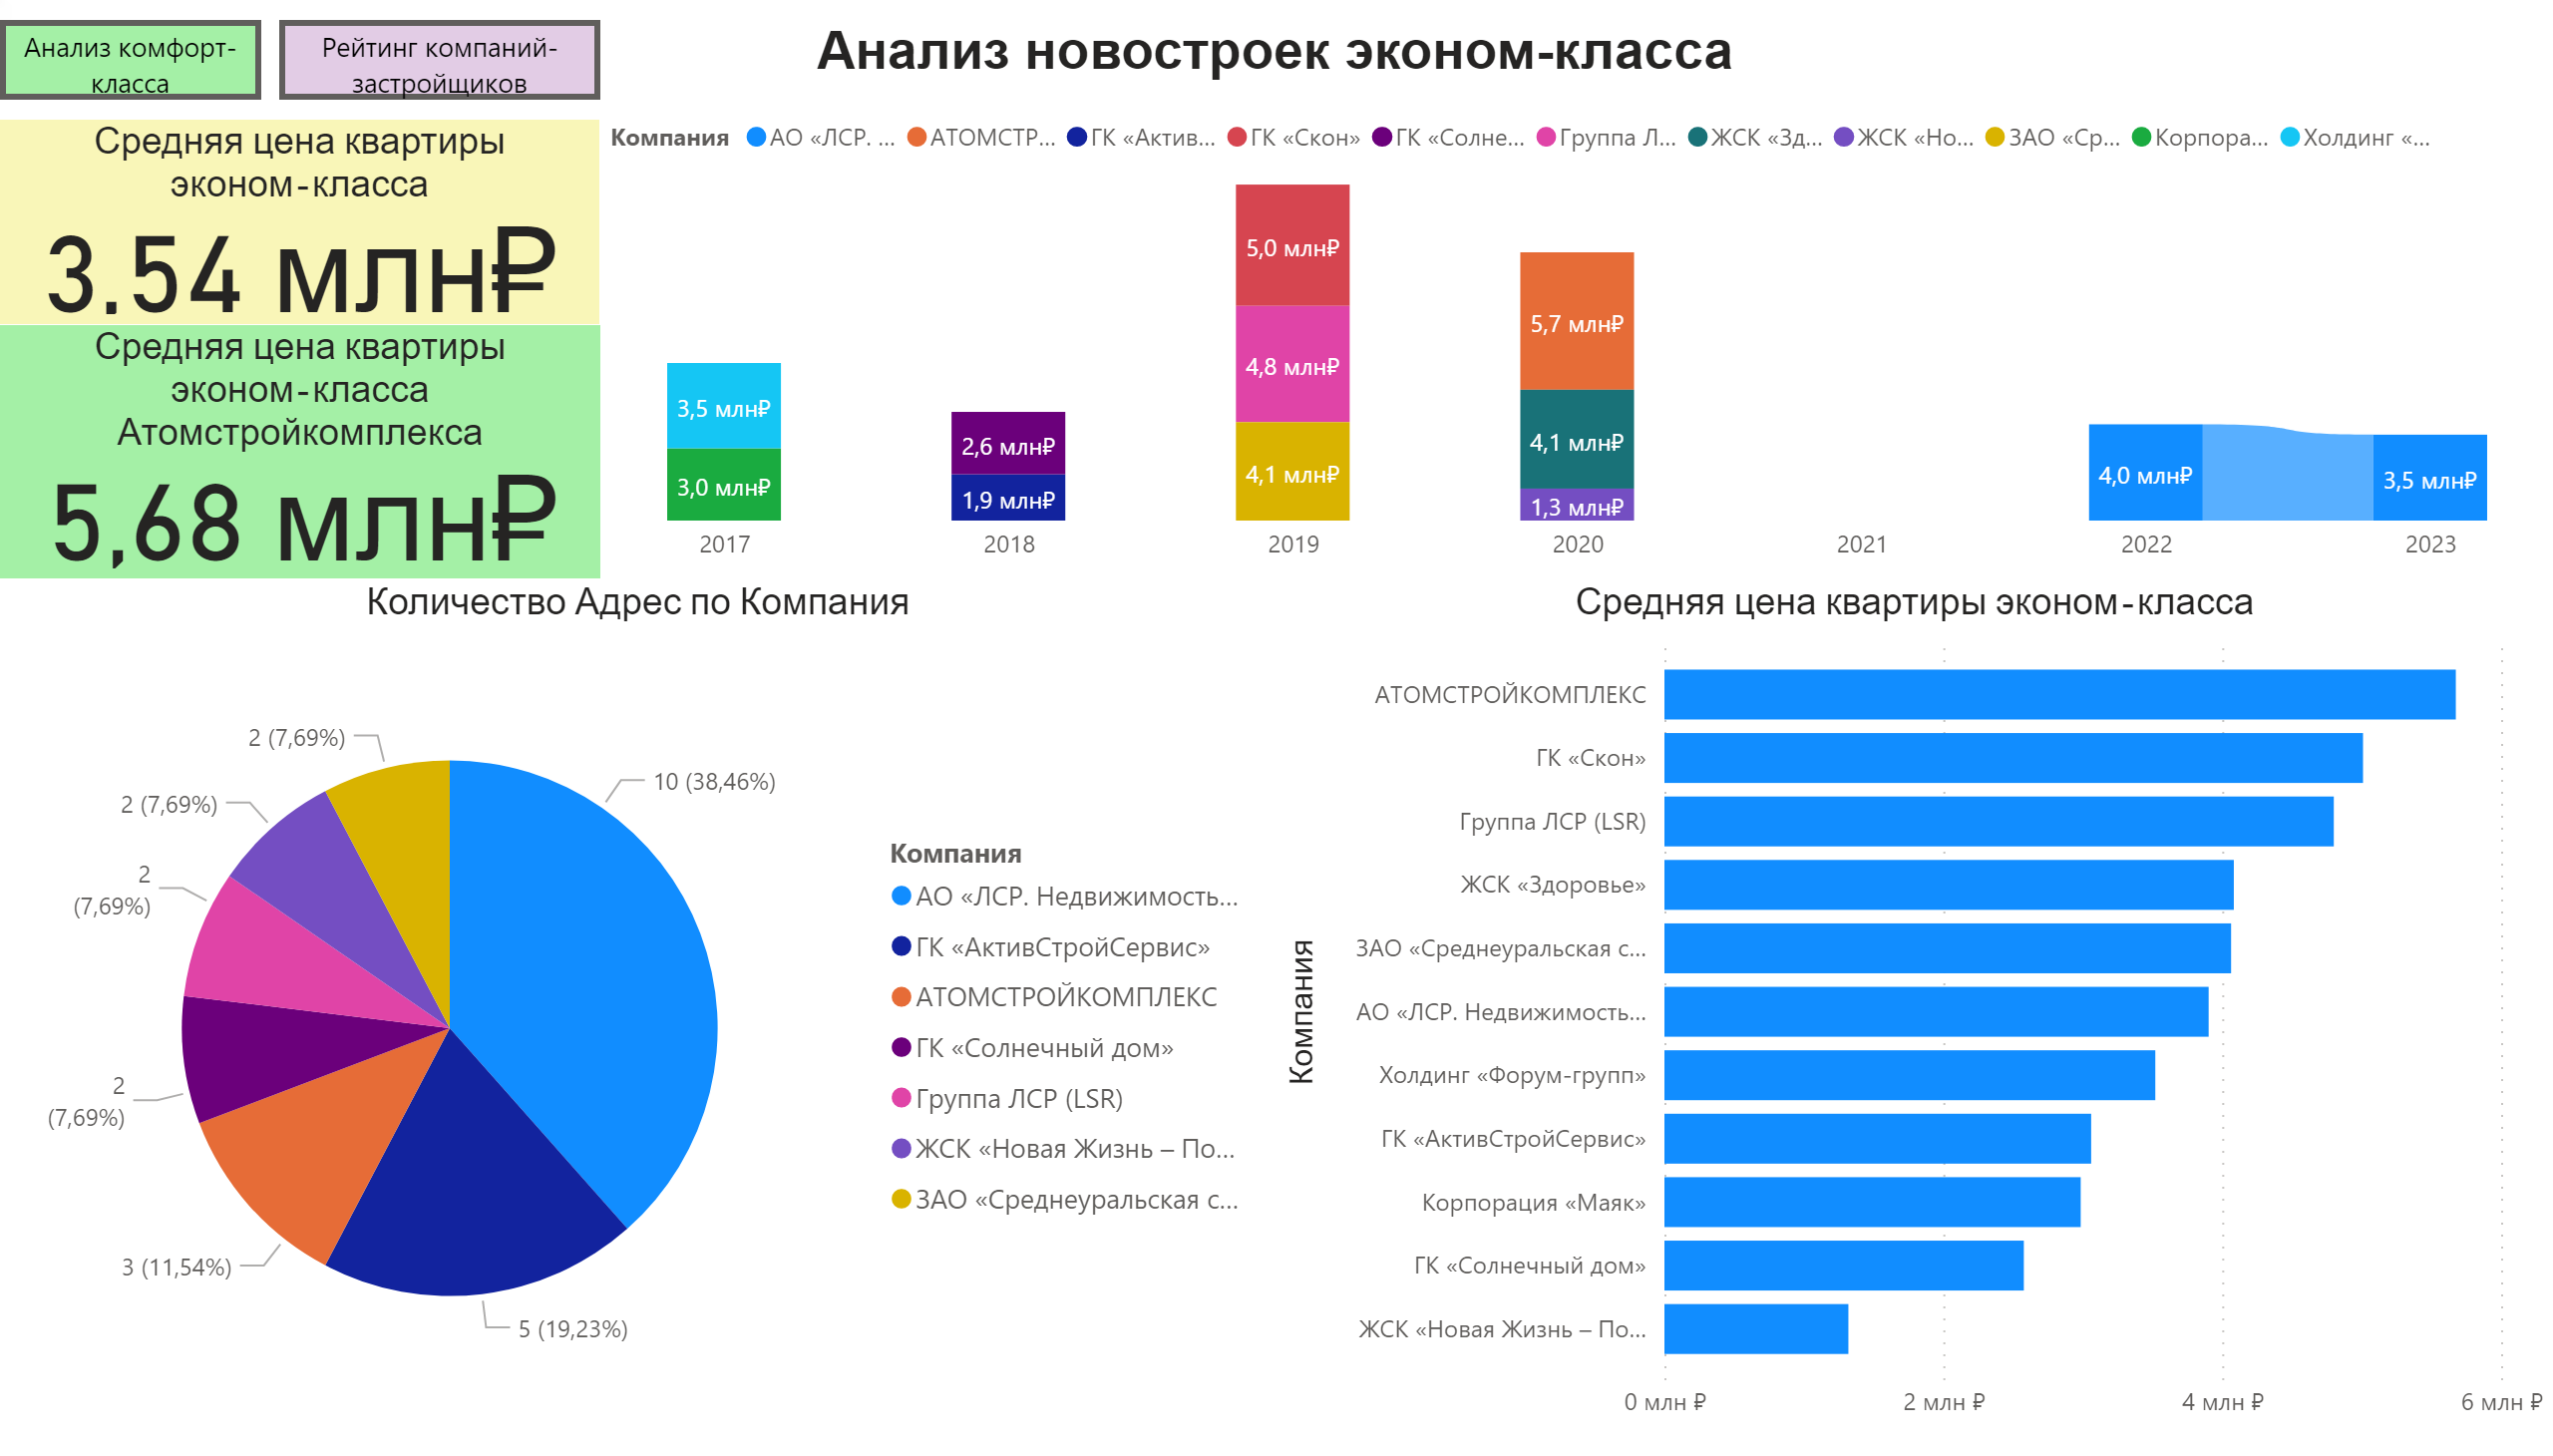 Анализ комфорт-
класса
Рейтинг компаний-
застройщиков
Анализ новостроек эконом-класса
Средняя цена квартиры
эконом-класса
3,54 млн₽
Средняя цена квартиры
эконом-класса
Атомстройкомплекса
5,68 млн₽
Компания
АО «ЛСР. ...
АТОМСТР...
ГК «Актив...
ГК «Скон»
ГК «Солне...
Группа Л...
ЖСК «Зд...
ЖСК «Но...
ЗАО «Ср...
Корпора...
Холдинг «...
3,5 млн₽
3,0 млн₽
2,6 млн₽
1,9 млн₽
5,0 млн₽
4,8 млн₽
4,1 млн₽
5,7 млн₽
4,1 млн₽
1,3 млн₽
4,0 млн₽
3,5 млн₽
2017
2018
2019
2020
2021
2022
2023
Количество Адрес по Компания
2 (7,69%)
10 (38,46%)
2 (7,69%)
2
(7,69%)
2
(7,69%)
3 (11,54%)
5 (19,23%)
Компания
АО «ЛСР. Недвижимость...
ГК «АктивСтройСервис»
АТОМСТРОЙКОМПЛЕКС
ГК «Солнечный дом»
Группа ЛСР (LSR)
ЖСК «Новая Жизнь – По...
ЗАО «Среднеуральская с...
Средняя цена квартиры эконом-класса
Компания
АТОМСТРОЙКОМПЛЕКС
ГК «Скон»
Группа ЛСР (LSR)
ЖСК «Здоровье»
ЗАО «Среднеуральская с...
АО «ЛСР. Недвижимость...
Холдинг «Форум-групп»
ГК «АктивСтройСервис»
Корпорация «Маяк»
ГК «Солнечный дом»
ЖСК «Новая Жизнь – По...
0 млн ₽
2 млн ₽
4 млн ₽
6 млн ₽